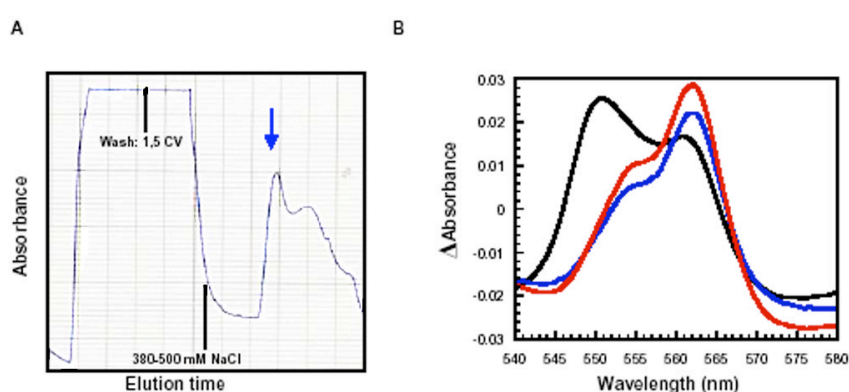 A
B
Wash: 1,5 CV
380-500 mM NaCl
Absorbance
Elution time
0.03
0.02
0.01
0
-0.01
-0.02
-0.03
ΔAbsorbance
540 545 550 555 560 565 570 575 580
Wavelength (nm)